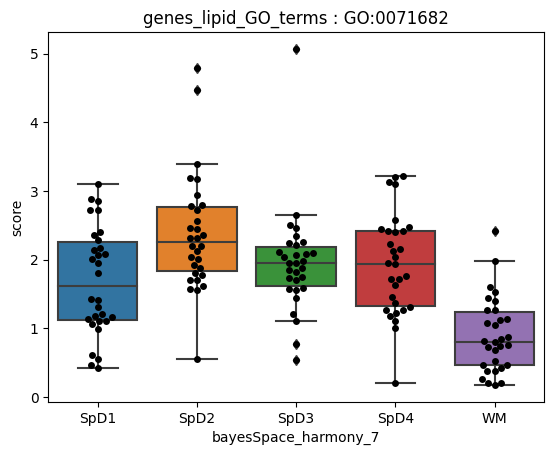 genes_lipid_GO_terms : GO:0071682
score
5
4
3
2
1
0
SpD1 SpD2 SpD3 SpD4 WM
bayesSpace_harmony_7